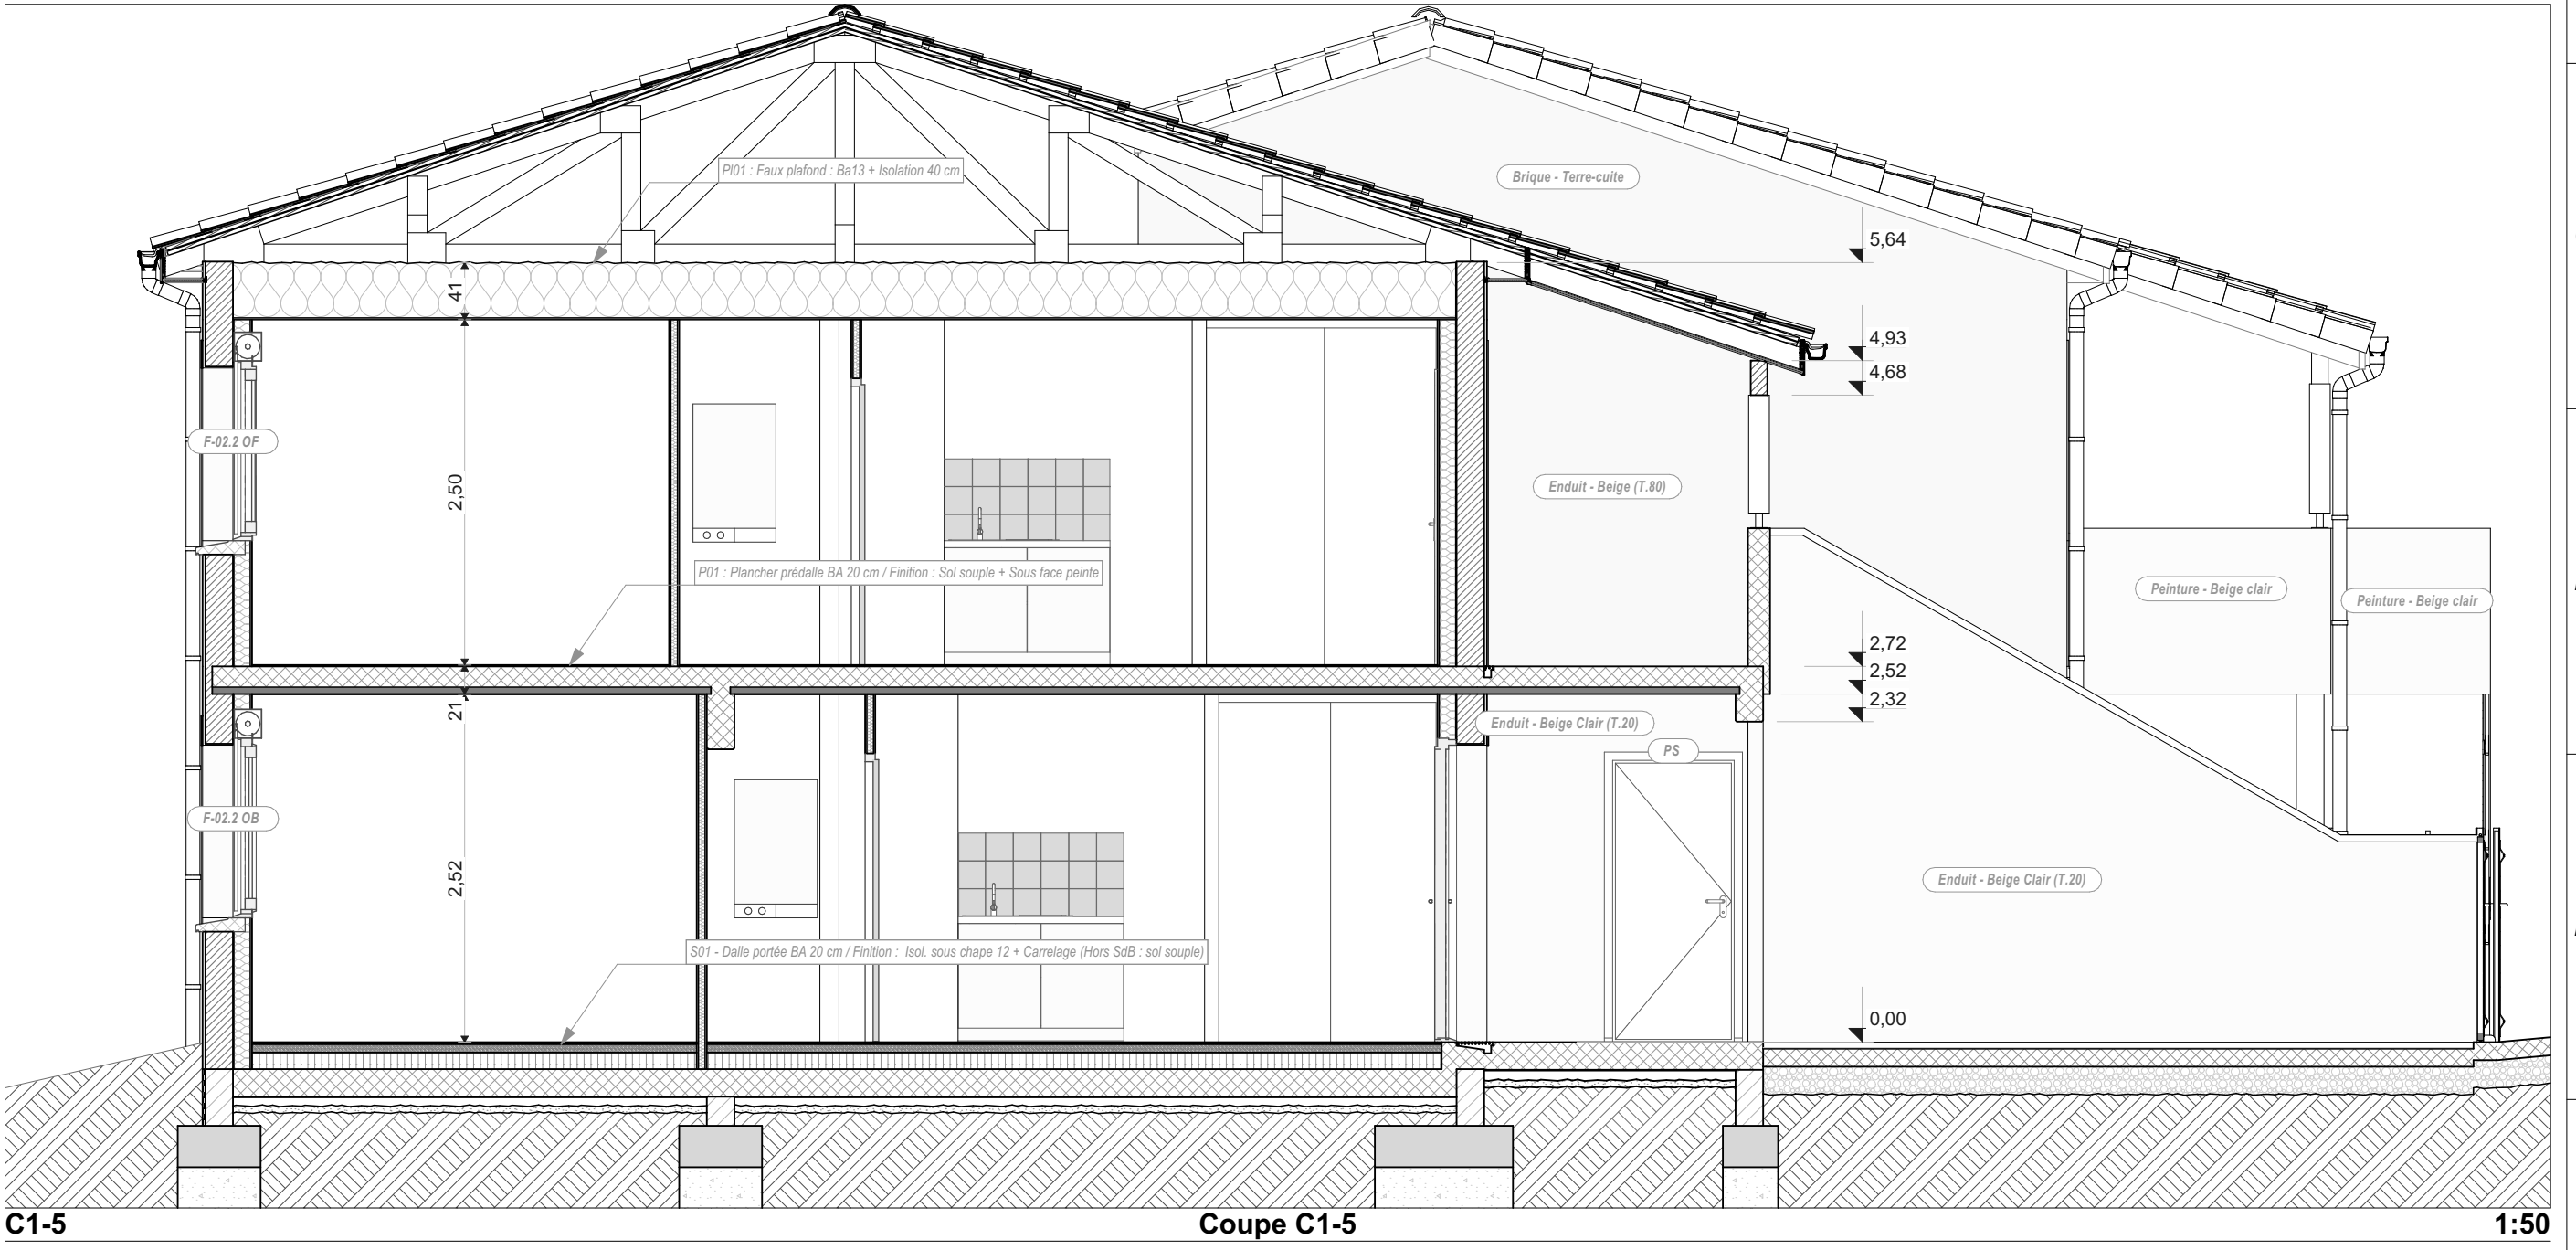 PI01 : Faux plafond : Ba13 + Isolation 40 cm
Brique - Terre-cuite
5,64
41
4,93
4,68
F-02.2 OF
2,50
Enduit - Beige (T.80)
P01 : Plancher prédalle BA 20 cm / Finition : Sol souple + Sous face peinte
Peinture - Beige clair
Peinture - Beige clair
2,72
2,52
2,32
21
Enduit - Beige Clair (T.20)
PS
F-02.2 OB
2,52
Enduit - Beige Clair (T.20)
S01 - Dalle portée BA 20 cm / Finition : Isol. sous chape 12 + Carrelage (Hors SdB : sol souple)
0,00
C1-5
Coupe C1-5
1:50